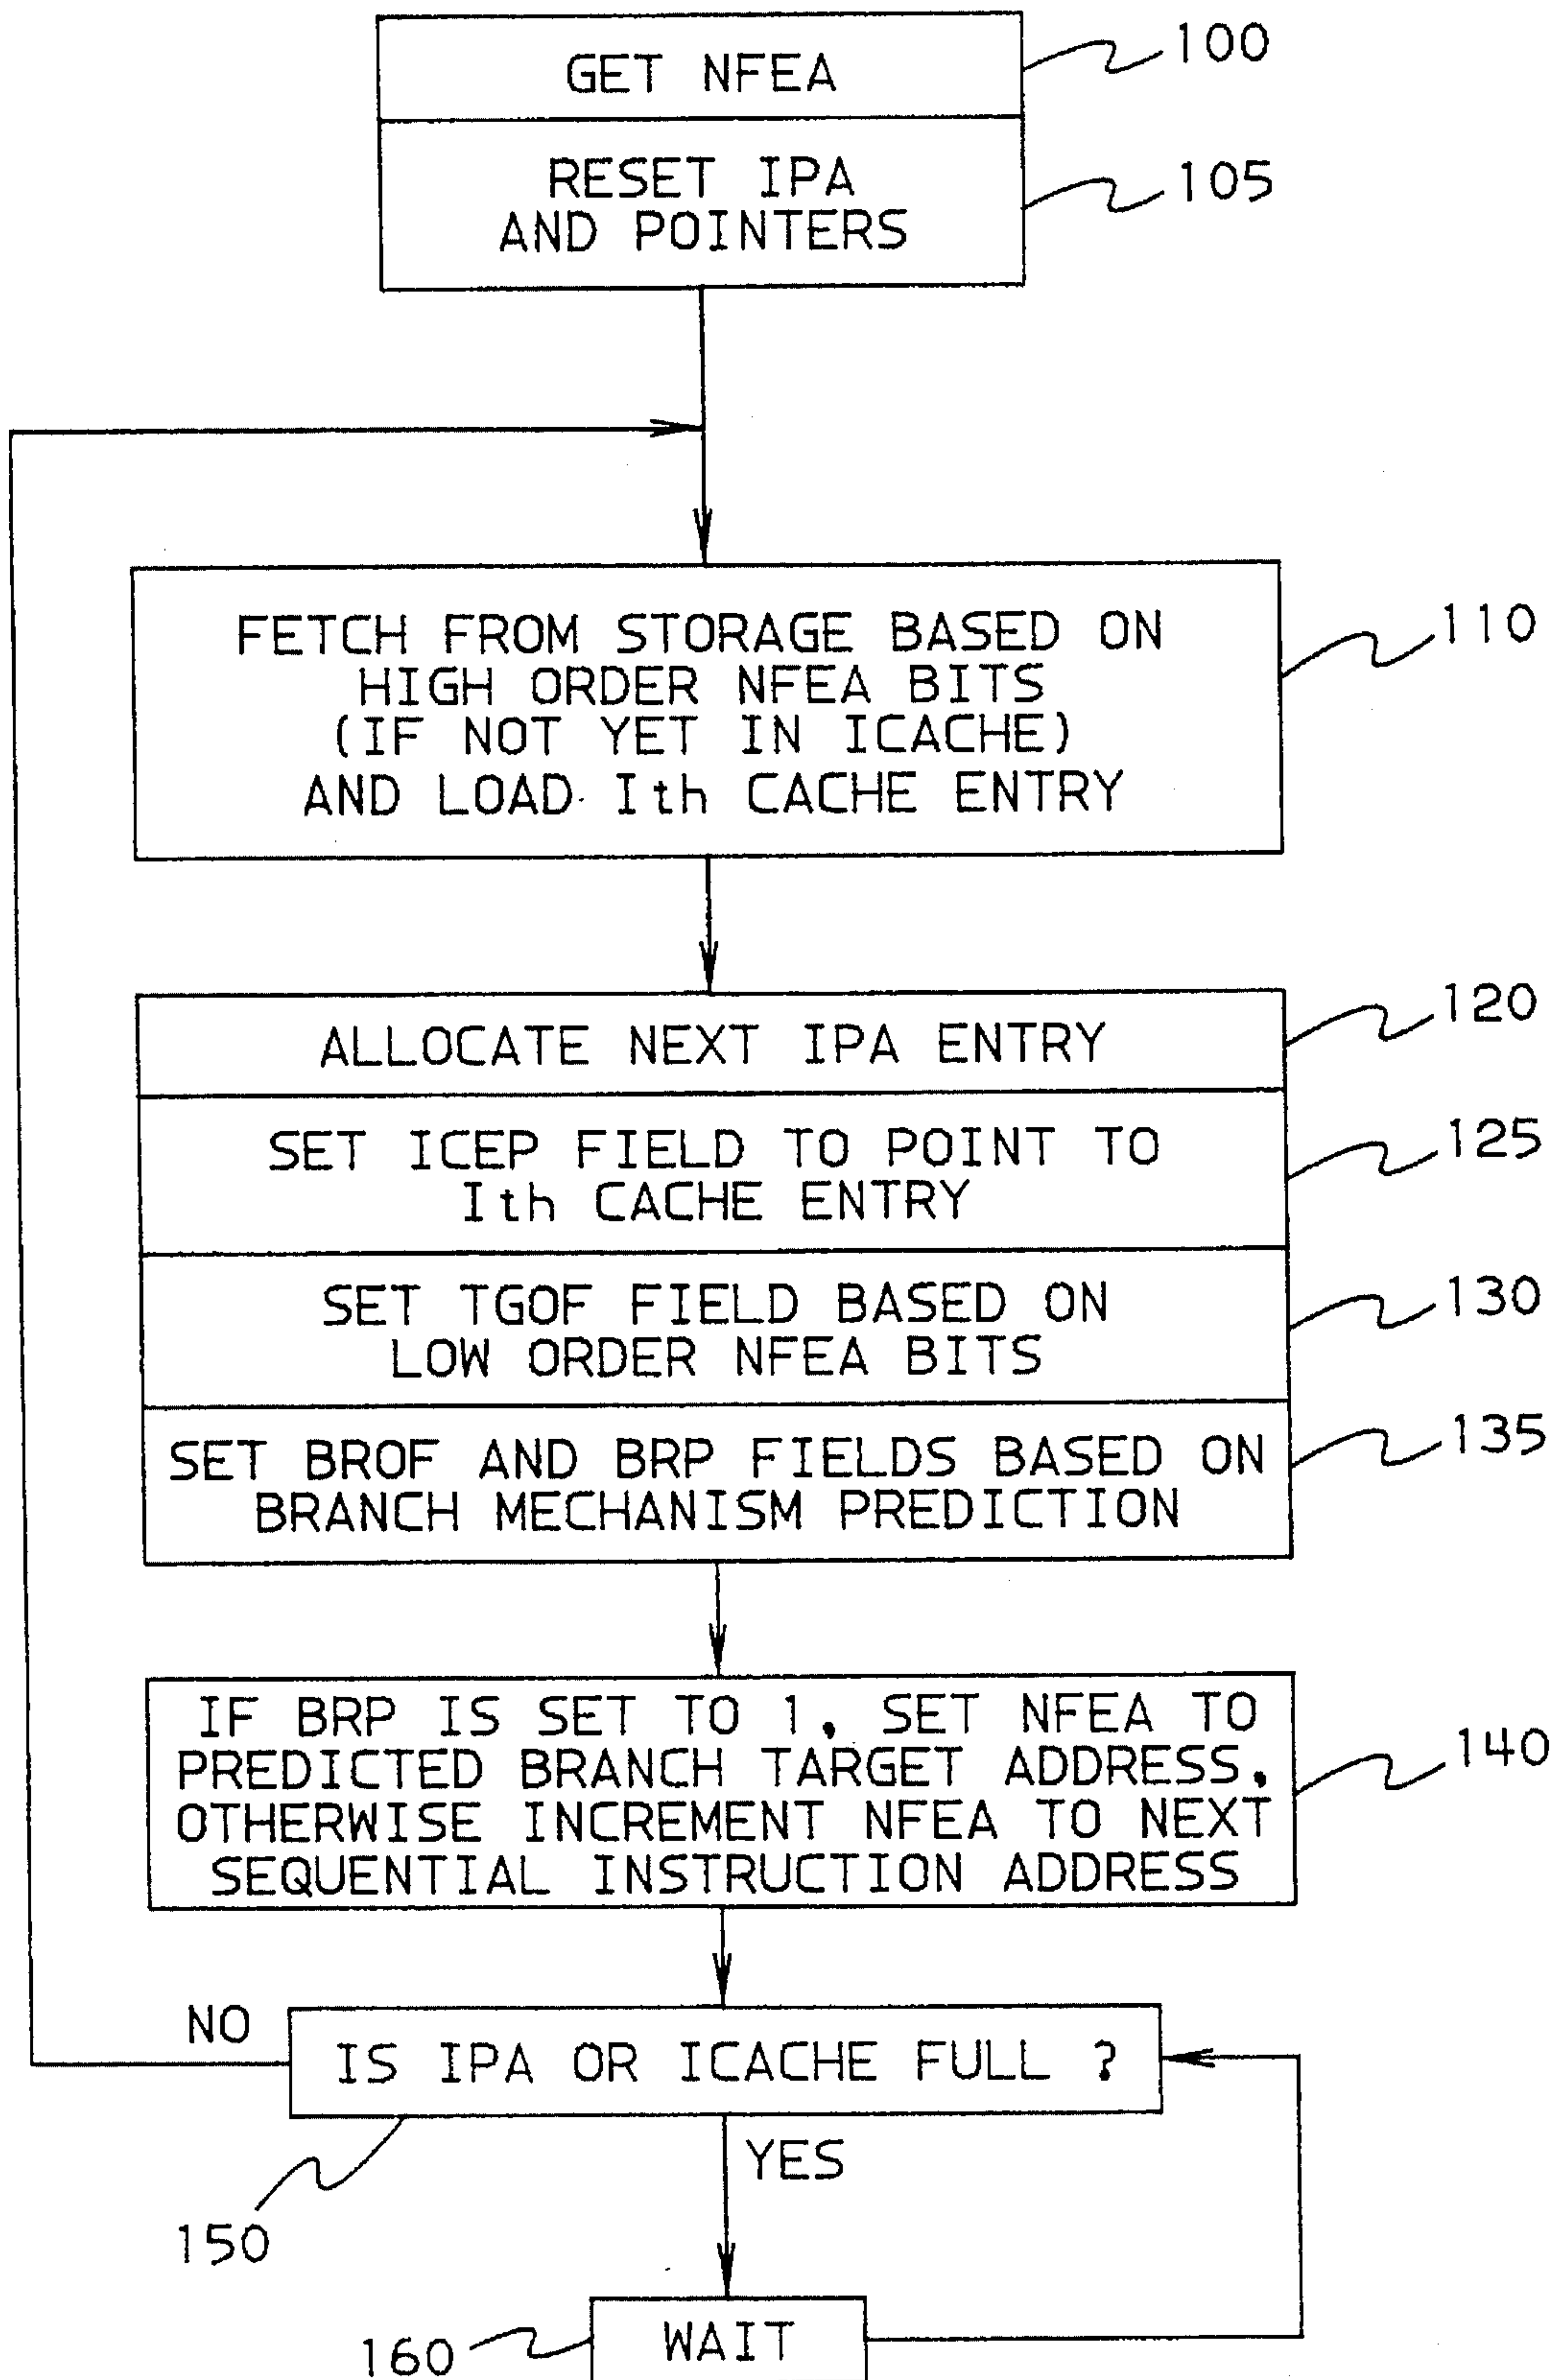 GET NFEA
100
RESET IPA
AND POINTERS
105
FETCH FROM STORAGE BASED ON
HIGH ORDER NFEA BITS
(IF NOT YET IN ICACHE)
AND LOAD Ith CACHE ENTRY
110
ALLOCATE NEXT IPA ENTRY
120
SET ICEP FIELD TO POINT TO
Ith CACHE ENTRY
125
SET TGOF FIELD BASED ON
LOW ORDER NFEA BITS
130
SET BROF AND BRP FIELDS BASED ON
BRANCH MECHANISM PREDICTION
135
IF BRP IS SET TO 1, SET NFEA TO
PREDICTED BRANCH TARGET ADDRESS,
OTHERWISE INCREMENT NFEA TO NEXT
SEQUENTIAL INSTRUCTION ADDRESS
140
NO
IS IPA OR ICACHE FULL ?
YES
150
WAIT
160